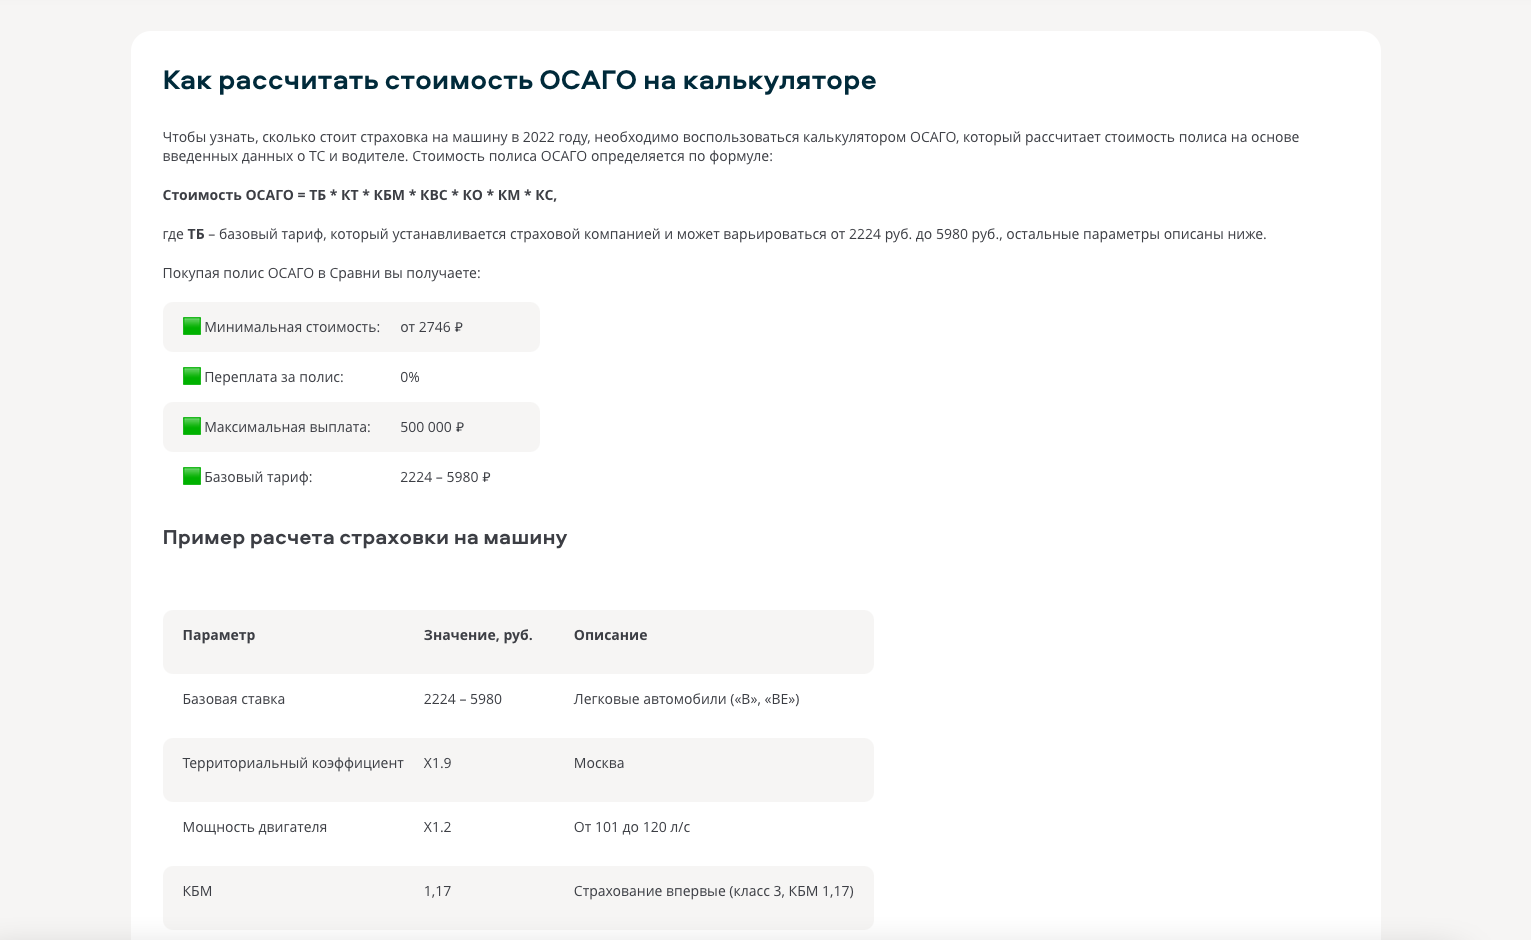 Как рассчитать стоимость ОСАГО на калькуляторе
Чтобы узнать, сколько стоит страховка на машину в 2022 году, необходимо воспользоваться калькулятором ОСАГО, который рассчитает стоимость полиса на основе
введенных данных о ТС и водителе. Стоимость полиса ОСАГО определяется по формуле:
Стоимость ОСАГО = ТБ * КТ * КБМ * КВС * КО * КМ * КС,
где ТБ – базовый тариф, который устанавливается страховой компанией и может варьироваться от 2224 руб. до 5980 руб., остальные параметры описаны ниже.
Покупая полис ОСАГО в Сравни вы получаете:
Минимальная стоимость: от 2746 ₽
Переплата за полис: 0%
Максимальная выплата: 500 000 ₽
Базовый тариф: 2224 – 5980 ₽
Пример расчета страховки на машину
Параметр Значение, руб. Описание
Базовая ставка 2224 – 5980 Легковые автомобили («B», «BE»)
Территориальный коэффициент X1.9 Москва
Мощность двигателя X1.2 От 101 до 120 л/с
КБМ 1,17 Страхование впервые (класс 3, КБМ 1,17)